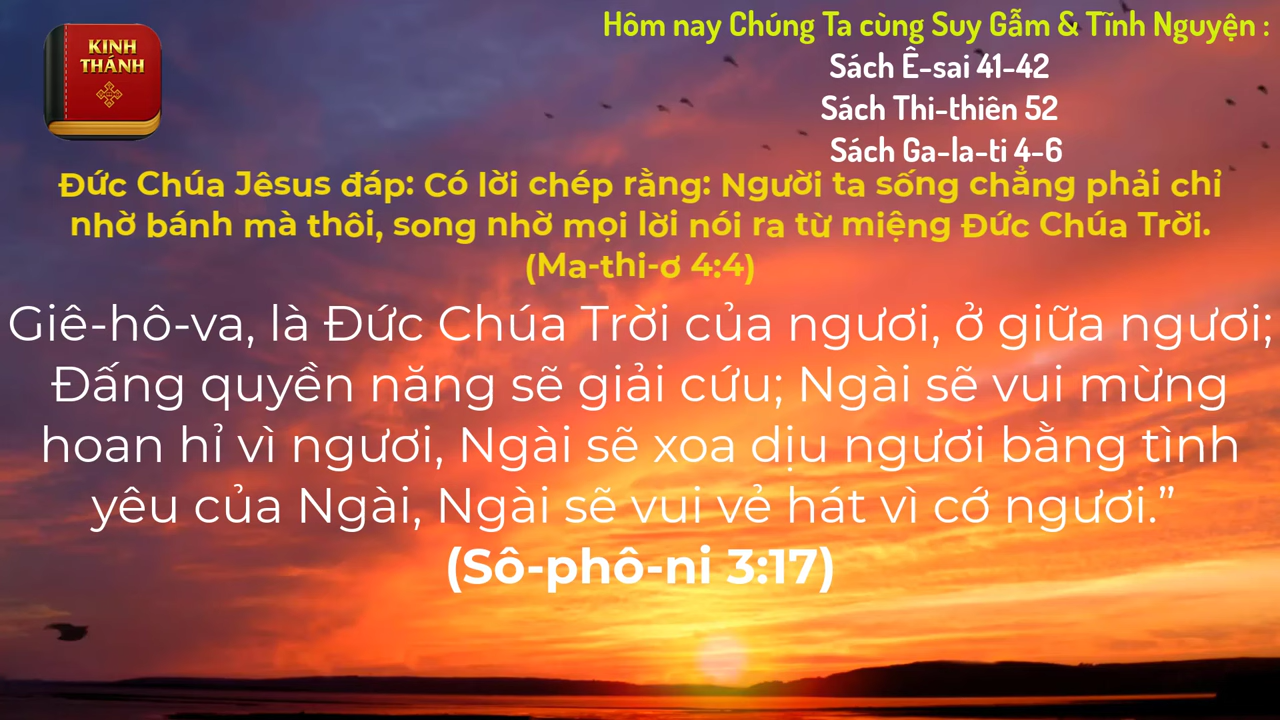 KINH
THÁNH
Hôm nay Chúng Ta cùng Suy Gẫm & Tĩnh Nguyện :
Sách Ê-sai 41-42
Sách Thi-thiên 52
Sách Ga-la-ti 4-6
Đức Chúa Jêsus đáp: Có lời chép rằng: Người ta sống chẳng phải chỉ
nhờ bánh mà thôi, song nhờ mọi lời nói ra từ miệng Đức Chúa Trời.
(Ma-thi-ơ 4:4)
Giê-hô-va, là Đức Chúa Trời của ngươi, ở giữa ngươi;
Đấng quyền năng sẽ giải cứu; Ngài sẽ vui mừng
hoan hỉ vì ngươi, Ngài sẽ xoa dịu ngươi bằng tình
yêu của Ngài, Ngài sẽ vui vẻ hát vì cớ ngươi.”
(Sô-phô-ni 3:17)